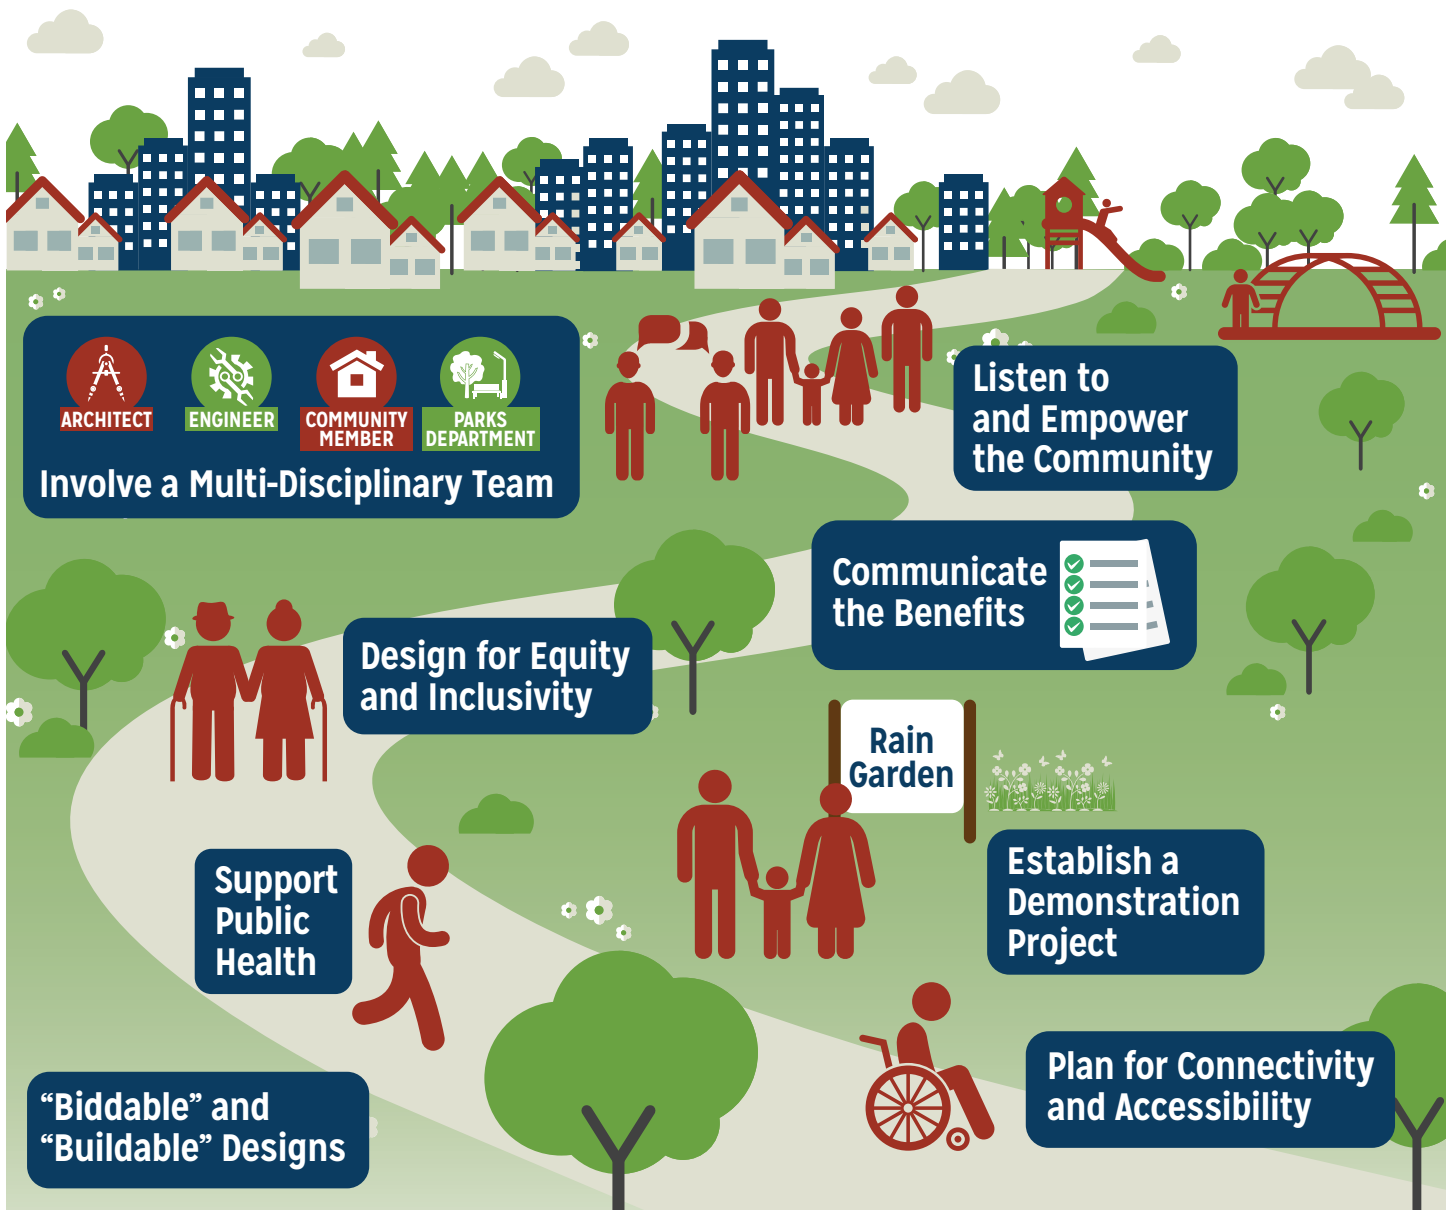 ARCHITECT
ENGINEER
COMMUNITY
MEMBER
PARKS
DEPARTMENT
Involve a Multi-Disciplinary Team
Listen to
and Empower
the Community
Communicate
the Benefits
Design for Equity
and Inclusivity
Rain
Garden
Support
Public
Health
Establish a
Demonstration
Project
Plan for Connectivity
and Accessibility
“Biddable” and
“Buildable” Designs